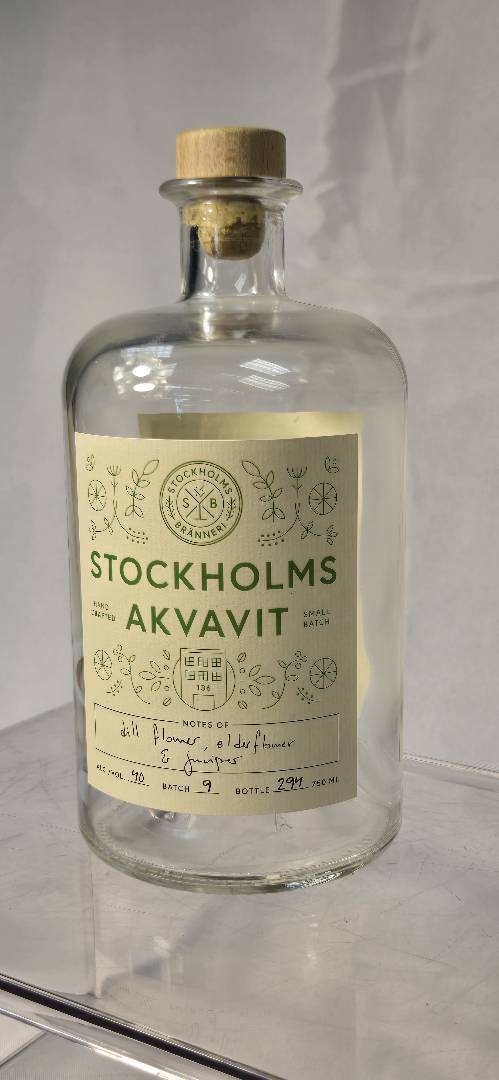 STOCKHOLMS
S B
BRÄNNERI
STOCKHOLMS
HAND CRAFTED
AKVAVIT
SMALL BATCH
136
NOTES OF
dill flower, elderflower
& juniper
ALC.%VOL. 40 BATCH 9 BOTTLE 294 750 ML